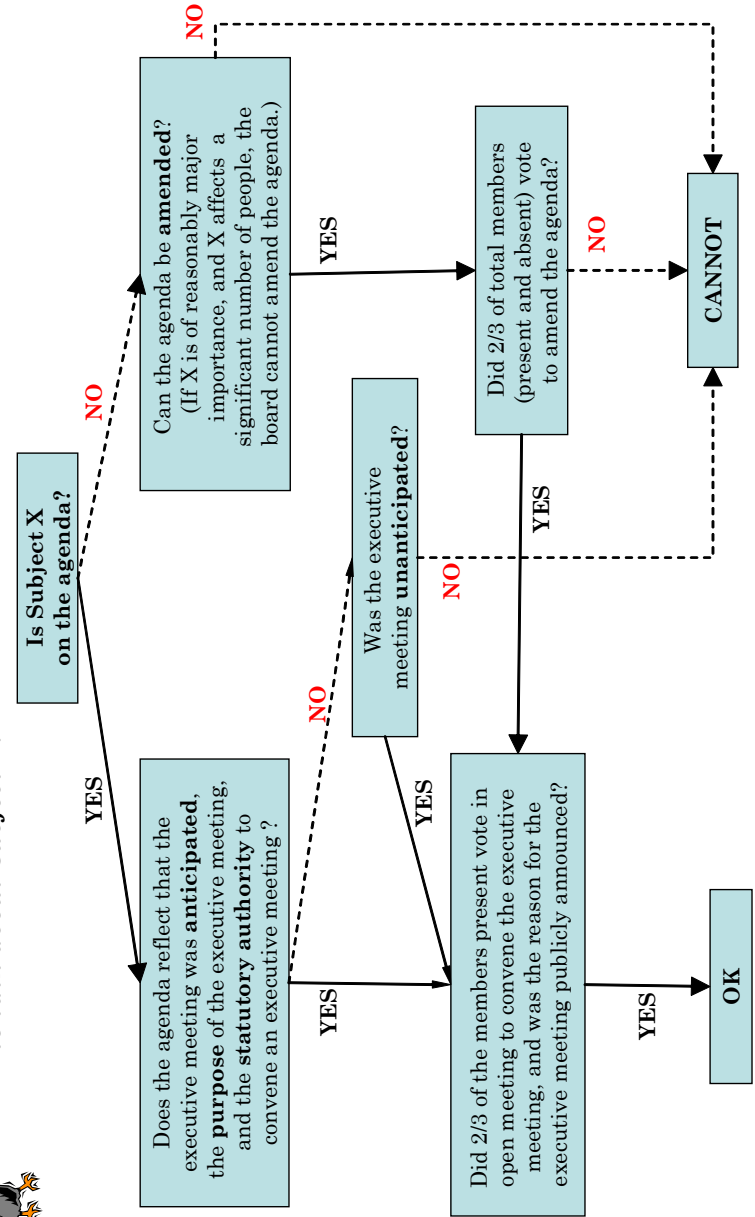 Is Subject X
on the agenda?
YES
NO
Does the agenda reflect that the
executive meeting was anticipated,
the purpose of the executive meeting,
and the statutory authority to
convene an executive meeting ?
Can the agenda be amended?
(If X is of reasonably major
importance, and X affects a
significant number of people, the
board cannot amend the agenda.)
NO
YES
NO
YES
Was the executive
meeting unanticipated?
YES
NO
Did 2/3 of total members
(present and absent) vote
to amend the agenda?
YES
NO
Did 2/3 of the members present vote in
open meeting to convene the executive
meeting, and was the reason for the
executive meeting publicly announced?
YES
OK
CANNOT